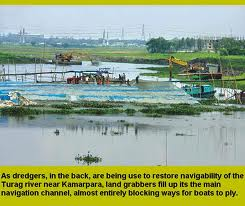 As dredgers, in the back, are being use to restore navigability of the
Turag river near Kamarpara, land grabbers fill up its the main
navigation channel, almost entirely blocking ways for boats to ply.